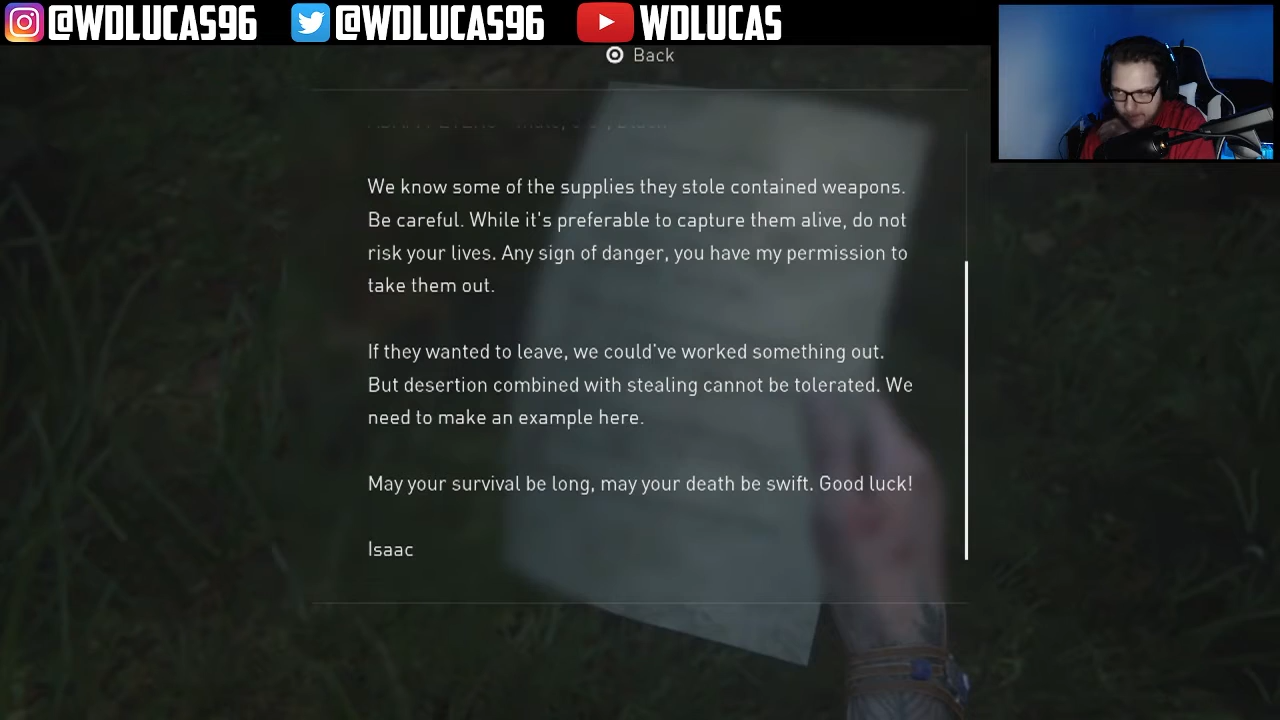 @WDLUCAS96 @WDLUCAS96 WDLUCAS
Back
We know some of the supplies they stole contained weapons.
Be careful. While it's preferable to capture them alive, do not
risk your lives. Any sign of danger, you have my permission to
take them out.
If they wanted to leave, we could've worked something out.
But desertion combined with stealing cannot be tolerated. We
need to make an example here.
May your survival be long, may your death be swift. Good luck!
Isaac